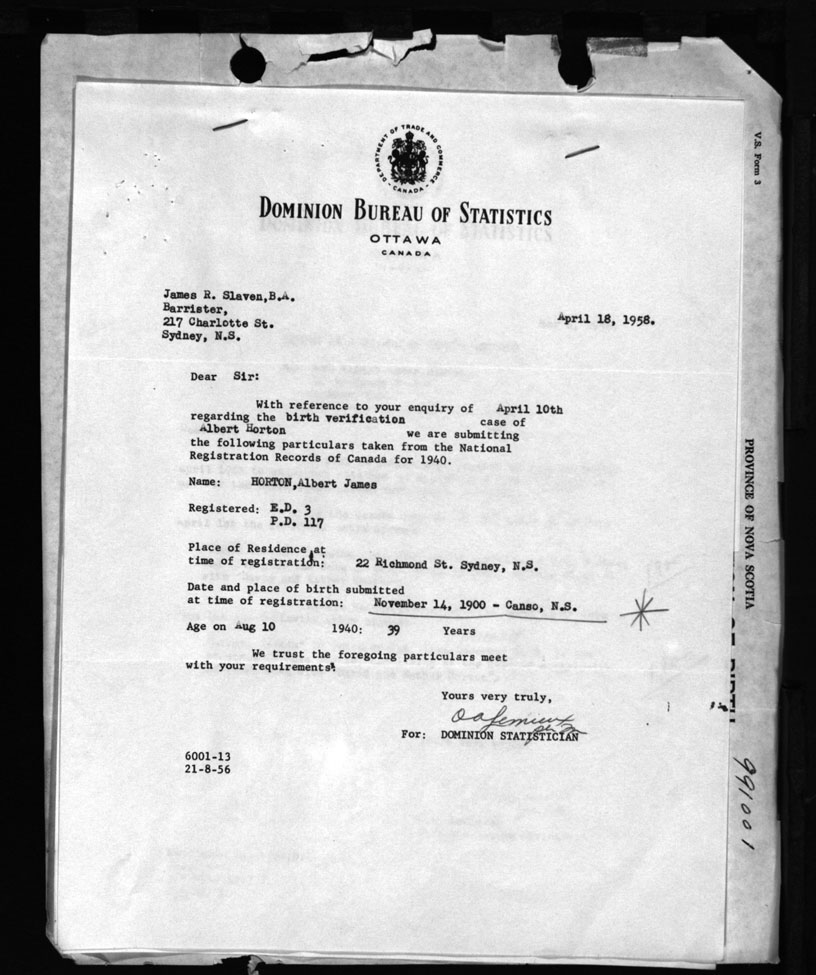 DEPARTMENT OF TRADE AND COMMERCE
- CANADA -
DOMINION BUREAU OF STATISTICS
OTTAWA
CANADA
James R. Slaven,B.A.
Barrister,
217 Charlotte St.
Sydney, N.S.
April 18, 1958.
Dear Sir:
With reference to your enquiry of April 10th
regarding the birth verification case of
Albert Horton we are submitting
the following particulars taken from the National
Registration Records of Canada for 1940.
Name: HORTON,Albert James
Registered: E.D. 3
P.D. 117
Place of Residence at
time of registration: 22 Richmond St. Sydney, N.S.
Date and place of birth submitted
at time of registration: November 14, 1900 - Canso, N.S.
Age on Aug 10 1940: 39 Years
We trust the foregoing particulars meet
with your requirements.
Yours very truly,
OALemieux
For: DOMINION STATISTICIAN
6001-13
21-8-56
V.S. Form 3
PROVINCE OF NOVA SCOTIA
991001